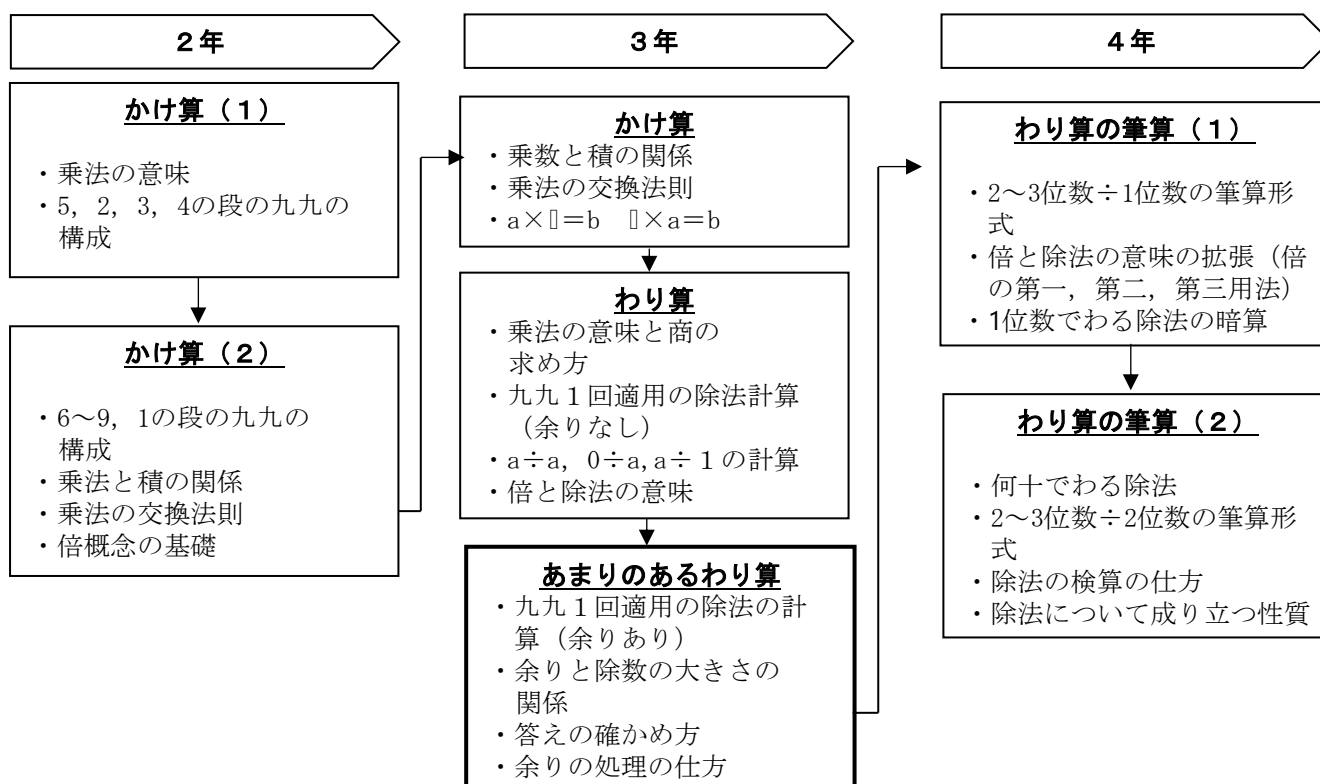 2年
かけ算(1)
・乗法の意味
・5, 2, 3, 4の段の九九の
構成
かけ算(2)
・6~9, 1の段の九九の
構成
・乗法と積の関係
・乗法の交換法則
・倍概念の基礎
3年
かけ算
・乗数と積の関係
・乗法の交換法則
・a×▯=b ▯×a=b
わり算
・乗法の意味と商の
求め方
・九九1回適用の除法計算
(余りなし)
・a÷a, 0÷a,a÷1の計算
・倍と除法の意味
あまりのあるわり算
・九九1回適用の除法の計
算(余りあり)
・余りと除数の大きさの
関係
・答えの確かめ方
・余りの処理の仕方
4年
わり算の筆算(1)
・2~3位数÷1位数の筆算形
式
・倍と除法の意味の拡張(倍
の第一, 第二, 第三用法)
・1位数でわる除法の暗算
わり算の筆算(2)
・何十でわる除法
・2~3位数÷2位数の筆算形
式
・除法の検算の仕方
・除法について成り立つ性質